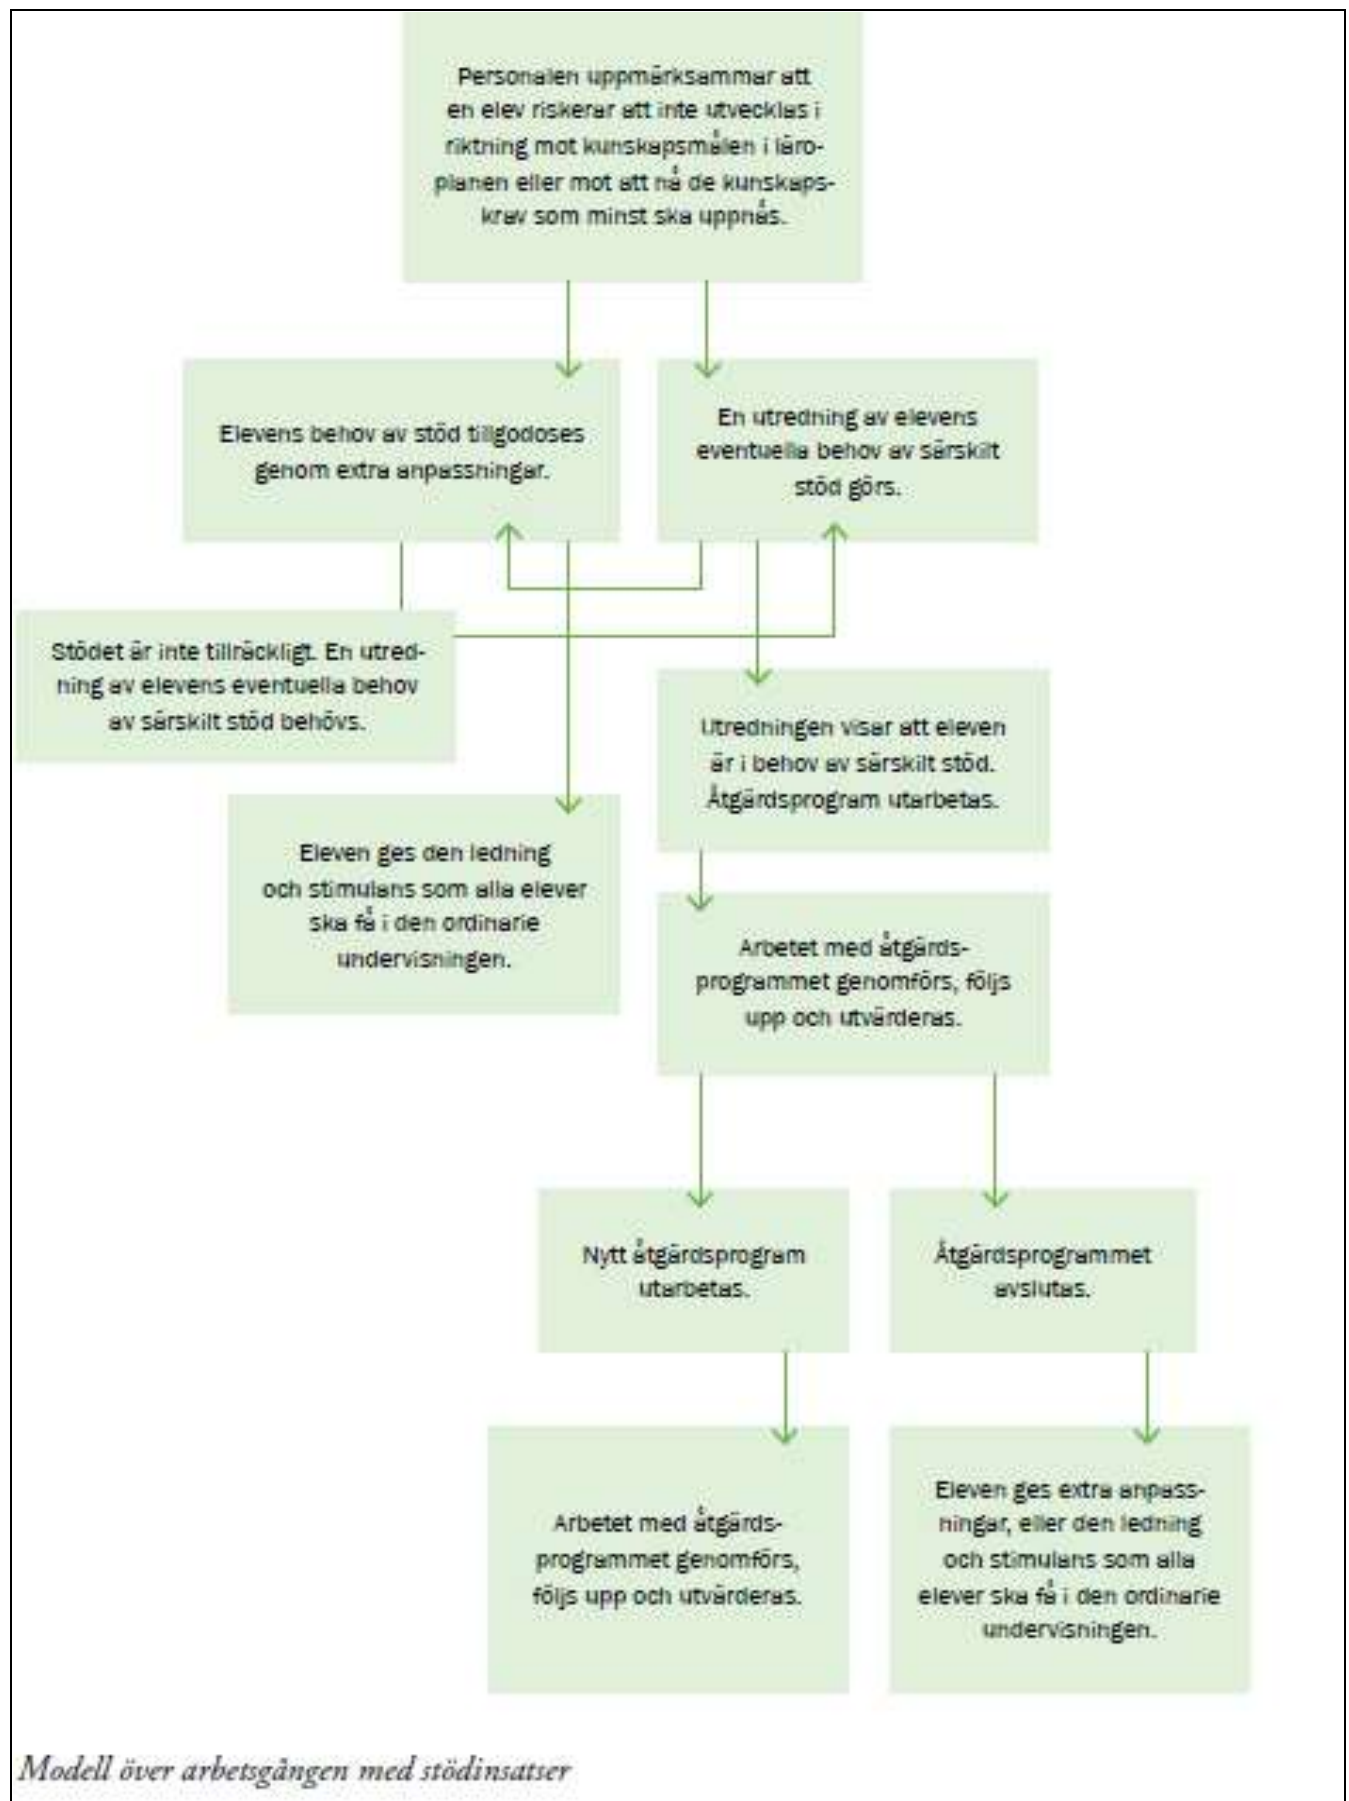 Personalen uppmärksammar att
en elev riskerar att inte utvecklas i
riktning mot kunskapsmålen i läro-
planen eller mot att nå de kunskaps-
krav som minst ska uppnås.
Elevens behov av stöd tillgodoses
genom extra anpassningar.
En utredning av elevens
eventuella behov av särskilt
stöd görs.
Stödet är inte tillräckligt. En utred-
ning av elevens eventuella behov
av särskilt stöd behövs.
Utredningen visar att eleven
är i behov av särskilt stöd.
Åtgärdsprogram utarbetas.
Eleven ges den ledning
och stimulans som alla elever
ska få i den ordinarie
undervisningen.
Arbetet med åtgärds-
programmet genomförs, följs
upp och utvärderas.
Nytt åtgärdsprogram
utarbetas.
Åtgärdsprogrammet
avslutas.
Arbetet med åtgärds-
programmet genomförs,
följs upp och utvärderas.
Eleven ges extra anpass-
ningar, eller den ledning
och stimulans som alla
elever ska få i den ordinarie
undervisningen.
Modell över arbetsgången med stödinsatser